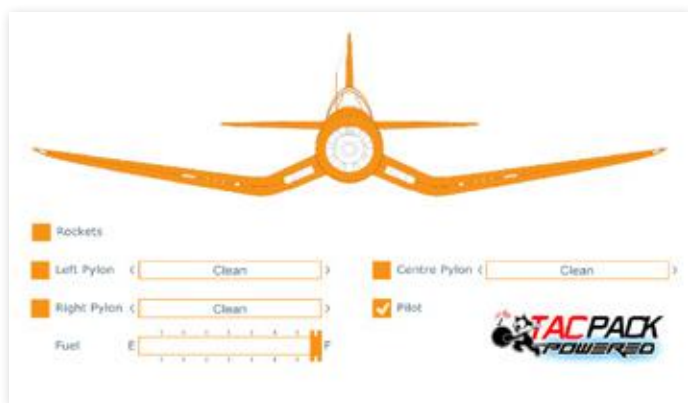 Rockets
Left Pylon < Clean > Centre Pylon < Clean >
Right Pylon < Clean > Pilot
Fuel E F
TACPACK
POWERED